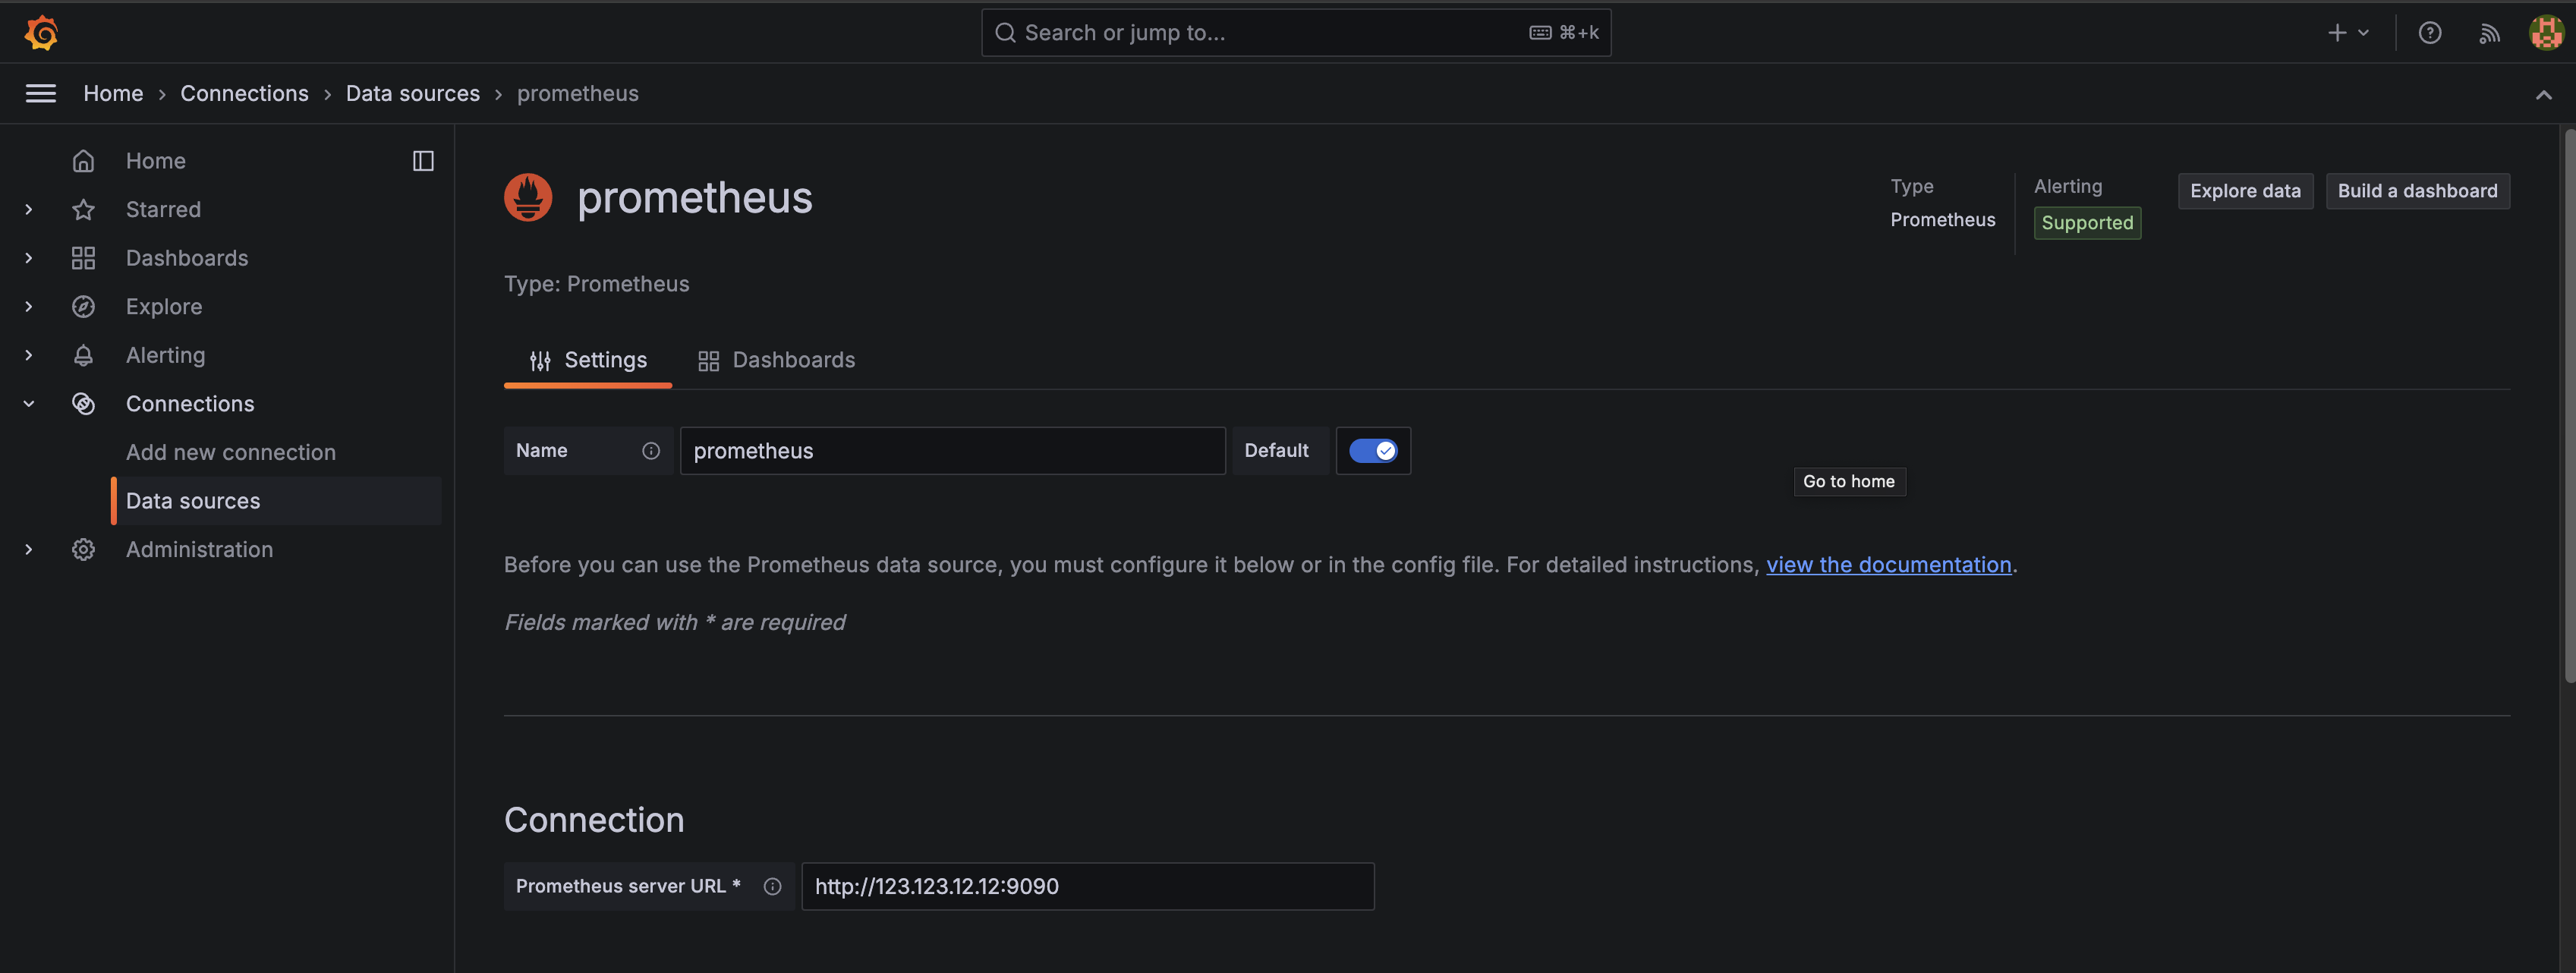 Search or jump to...
⌘+k
Home › Connections › Data sources › prometheus
Home
Starred
Dashboards
Explore
Alerting
Connections
Add new connection
Data sources
Administration
prometheus
Type
Prometheus
Alerting
Supported
Explore data
Build a dashboard
Type: Prometheus
Settings
Dashboards
Name
prometheus
Default
Go to home
Before you can use the Prometheus data source, you must configure it below or in the config file. For detailed instructions, view the documentation.
Fields marked with * are required
Connection
Prometheus server URL *
http://123.123.12.12:9090